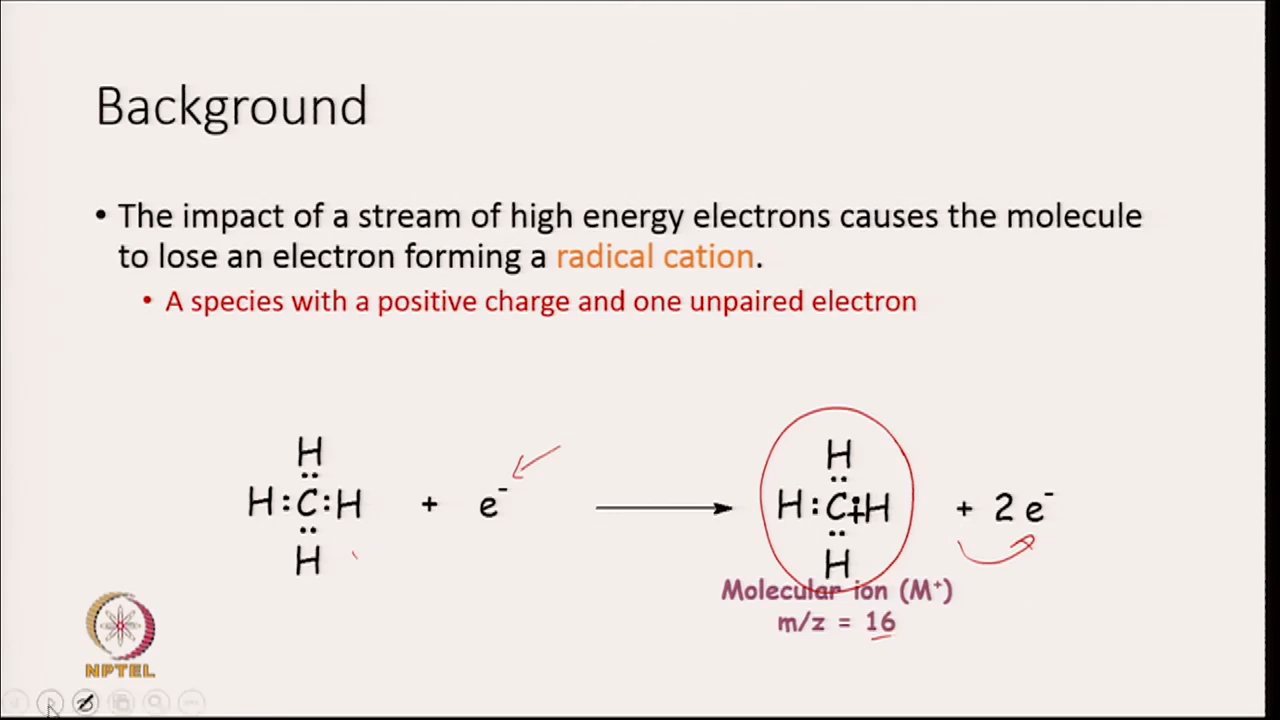 Background
• The impact of a stream of high energy electrons causes the molecule
to lose an electron forming a radical cation.
• A species with a positive charge and one unpaired electron
H
H:C:H + e⁻
H
H
H:C∔H + 2 e⁻
H
Molecular ion (M⁺)
m/z = 16
NPTEL